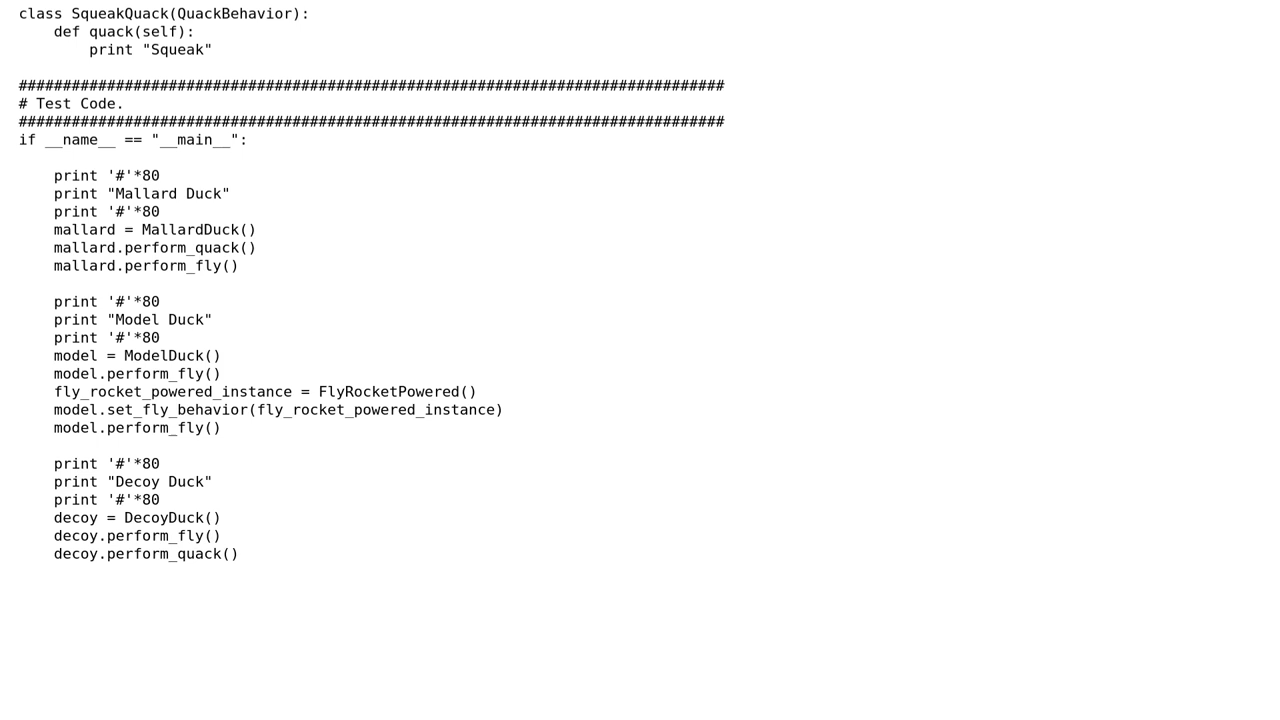 class SqueakQuack(QuackBehavior):
    def quack(self):
        print "Squeak"

################################################################################
# Test Code.
################################################################################
if __name__ == "__main__":

    print '#'*80
    print "Mallard Duck"
    print '#'*80
    mallard = MallardDuck()
    mallard.perform_quack()
    mallard.perform_fly()

    print '#'*80
    print "Model Duck"
    print '#'*80
    model = ModelDuck()
    model.perform_fly()
    fly_rocket_powered_instance = FlyRocketPowered()
    model.set_fly_behavior(fly_rocket_powered_instance)
    model.perform_fly()

    print '#'*80
    print "Decoy Duck"
    print '#'*80
    decoy = DecoyDuck()
    decoy.perform_fly()
    decoy.perform_quack()